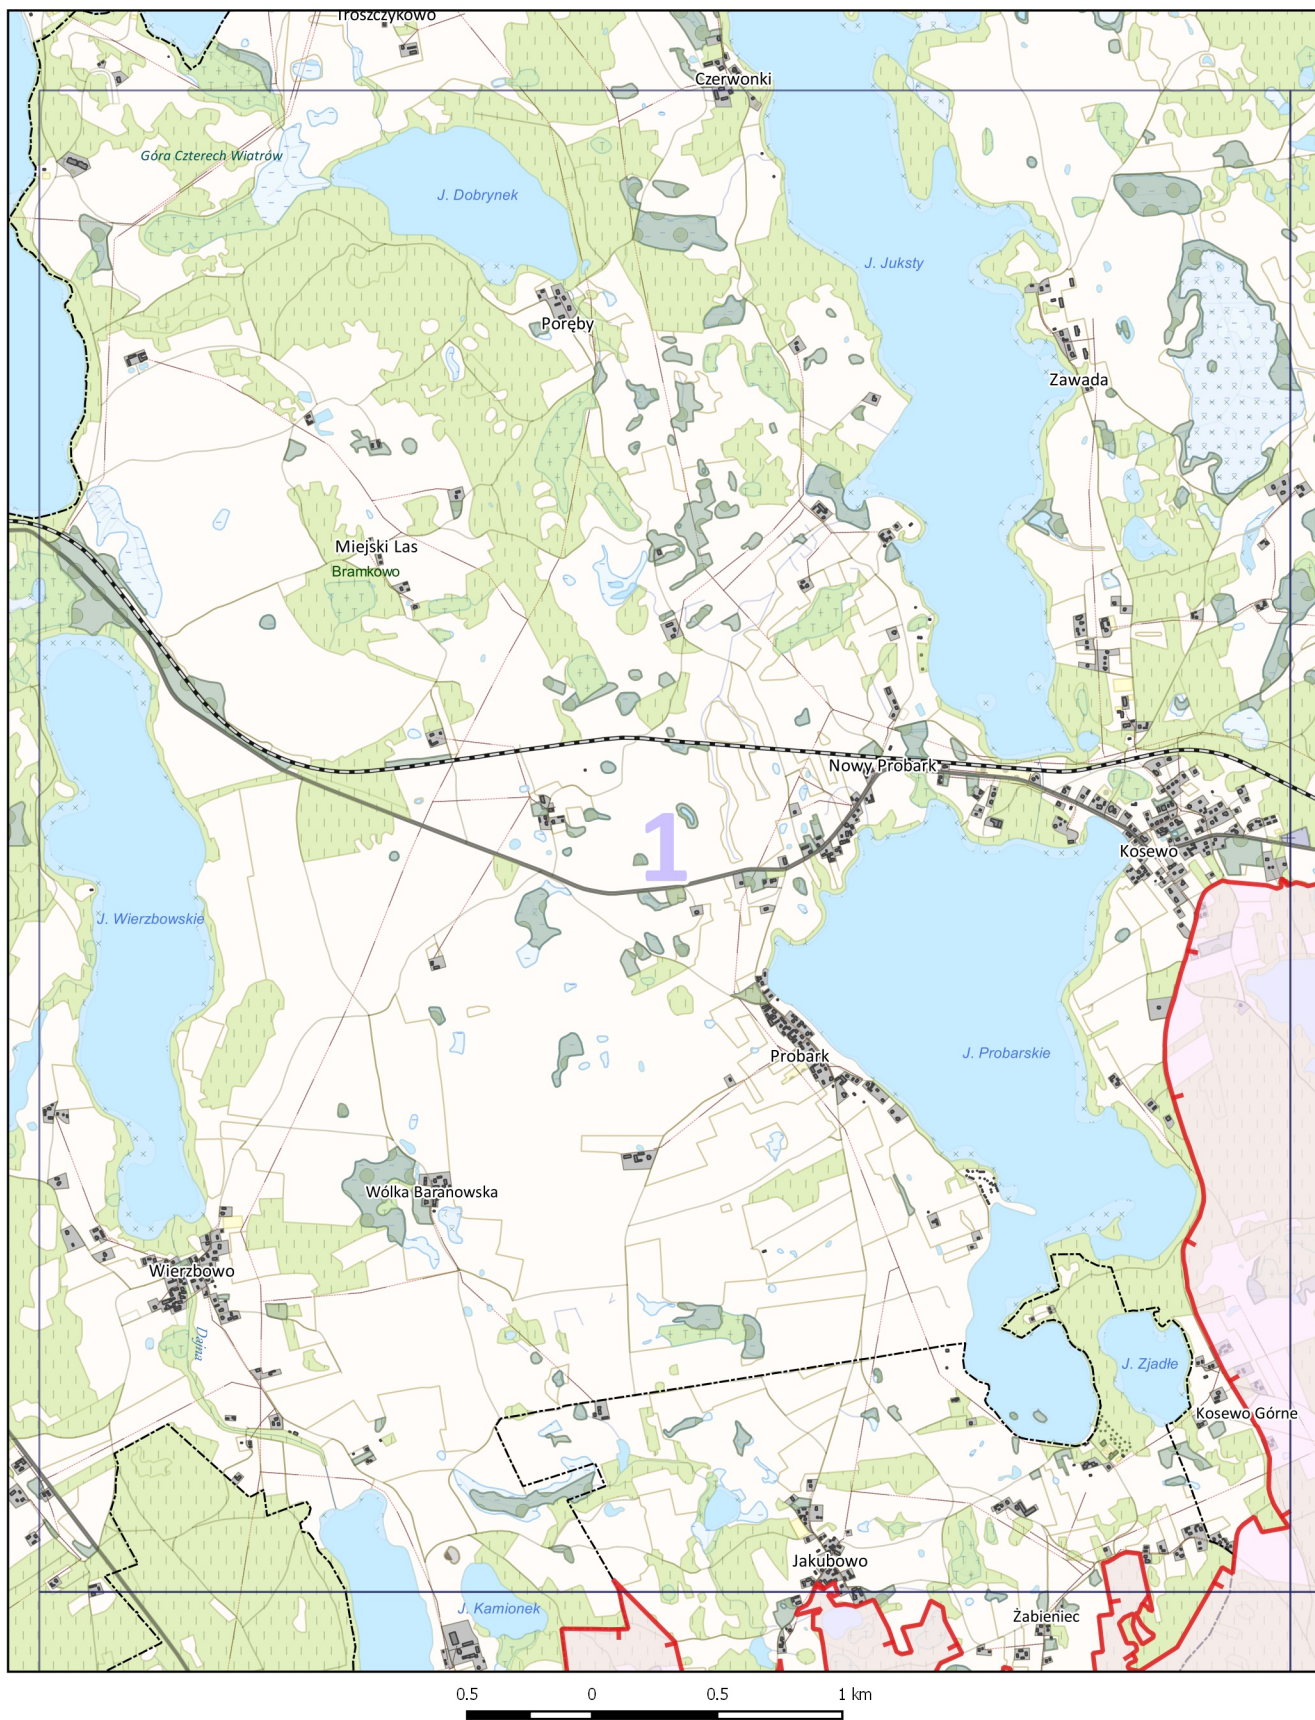 Troszczykowo
Czerwonki
Góra Czterech Wiatrów
J. Dobrynek
J. Juksty
Poręby
Zawada
Miejski Las
Bramkowo
Nowy Probark
1
Kosewo
J. Wierzbowskie
J. Probarskie
Probark
Wólka Baranowska
Wierzbowo
Dajna
J. Zjadłe
Kosewo Górne
Jakubowo
J. Kamionek
Żabieniec
0.5 0 0.5 1 km